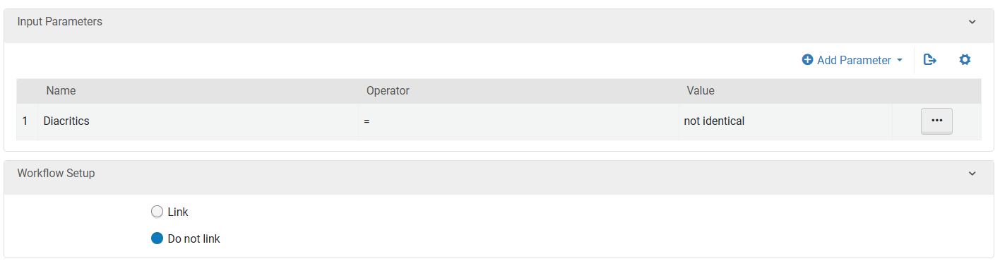 Input Parameters
Add Parameter
Name Operator Value
1 Diacritics = not identical ...
Workflow Setup
Link
Do not link